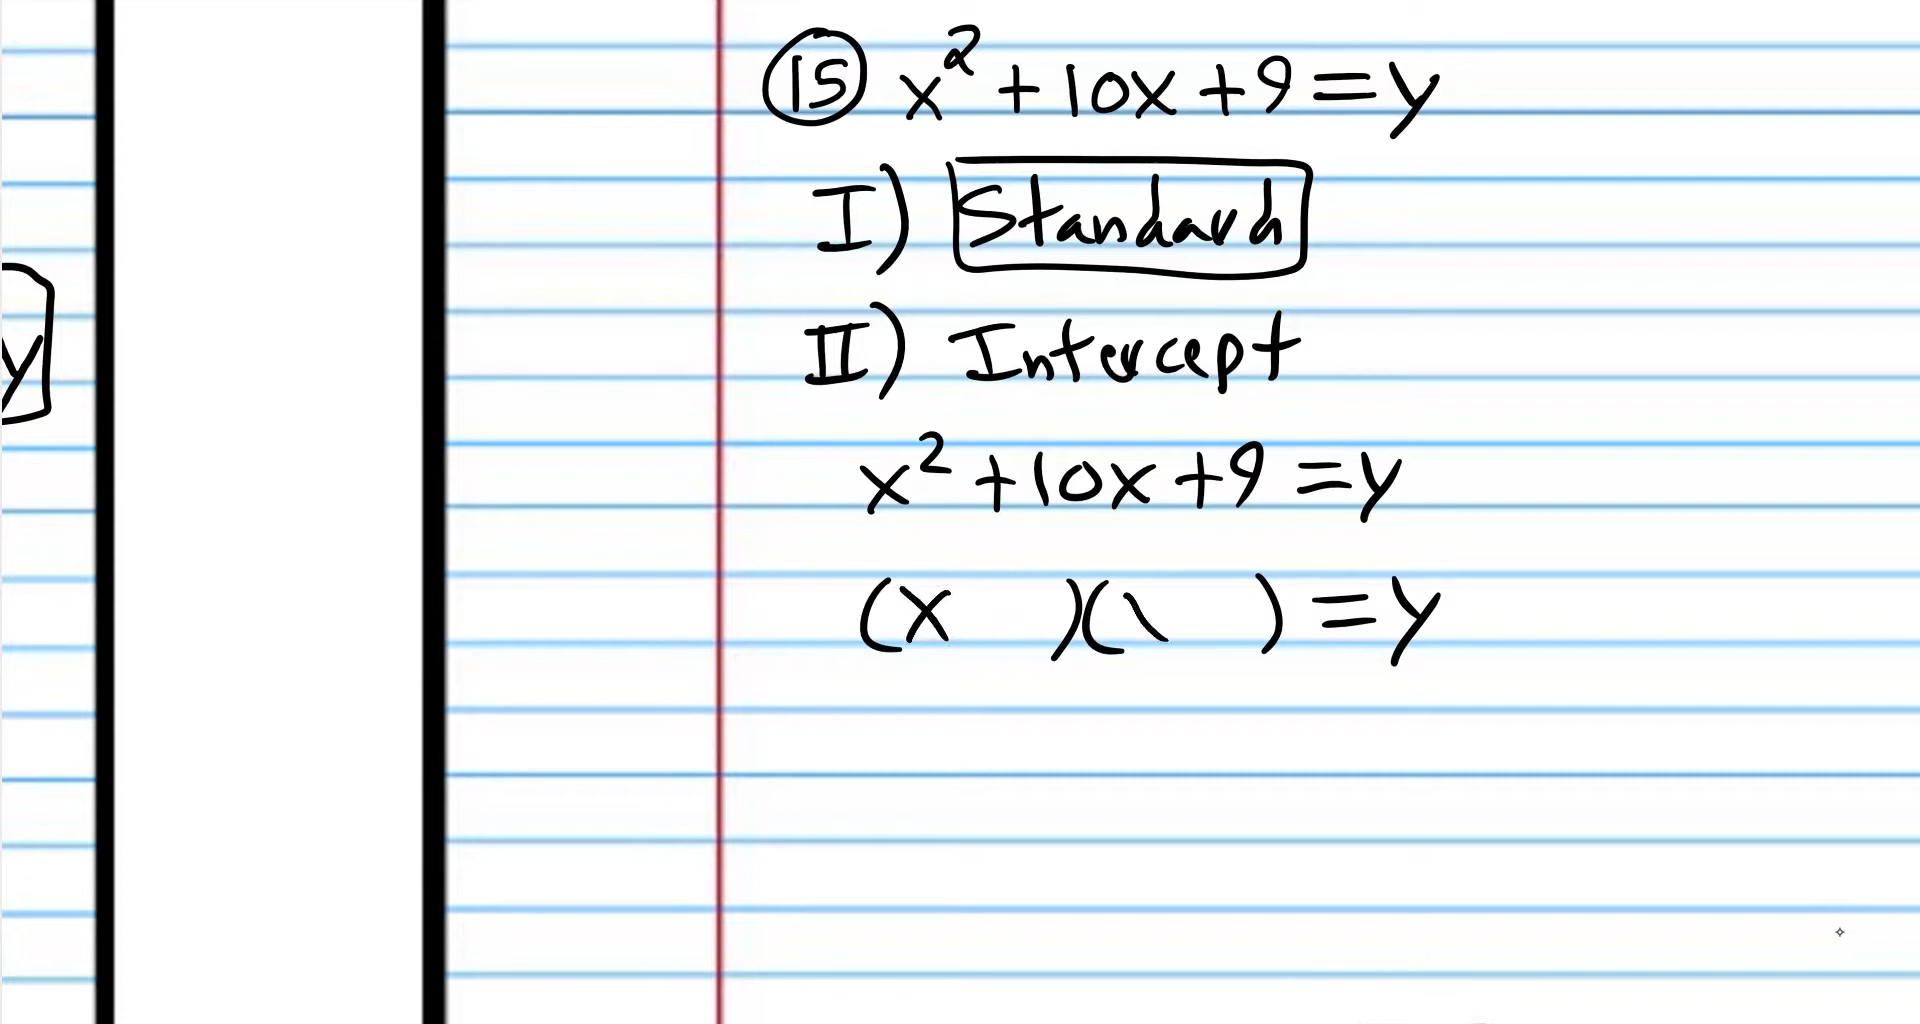 y
⑮ x² + 10x + 9 = y
I) Standard
II) Intercept
x² + 10x + 9 = y
(x )(\ ) = y